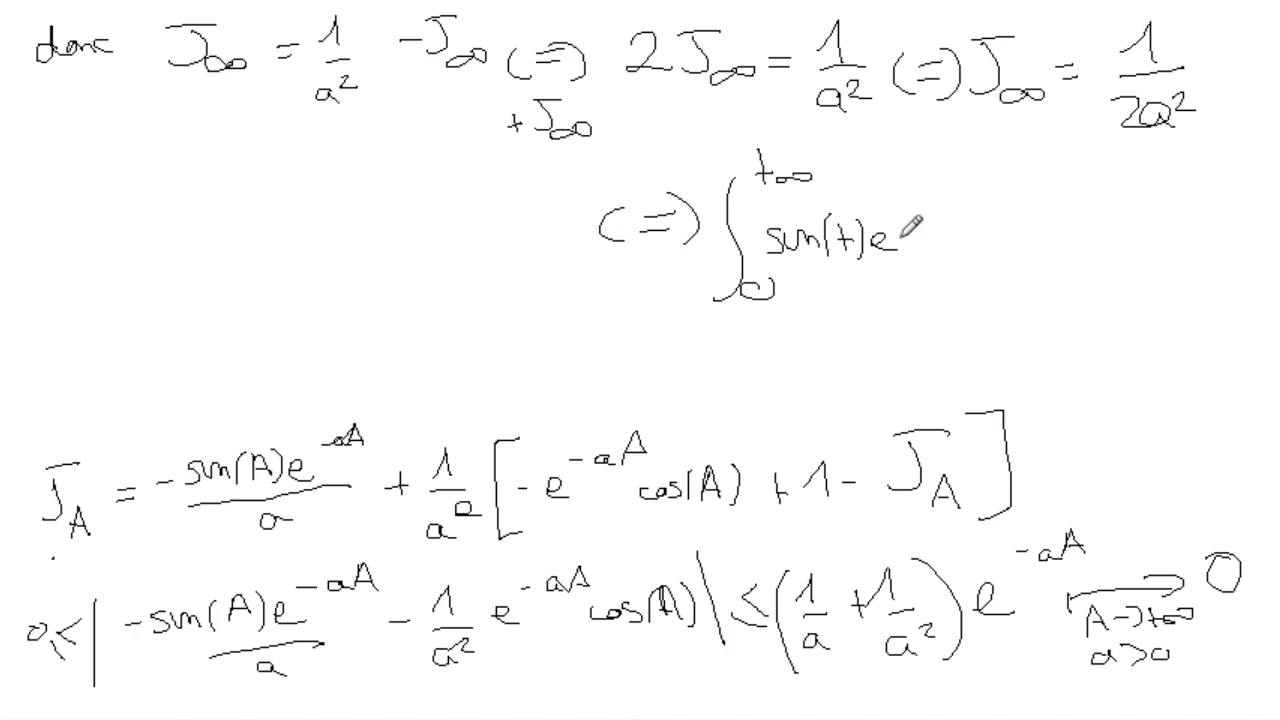 donc J∞ = 1/a² - J∞ (=) 2J∞ = 1/a² (=) J∞ = 1/2a²
+ J∞
(=) ∫₀^{+∞} sin(t)e
J_A = -sin(A)e^{-aA}/a + 1/a² [-e^{-aA} cos(A) + 1 - J_A]
0 ≤ | -sin(A)e^{-aA}/a - 1/a² e^{-aA} cos(A) | ≤ (1/a + 1/a²) e^{-aA} → 0
A→+∞
a>0